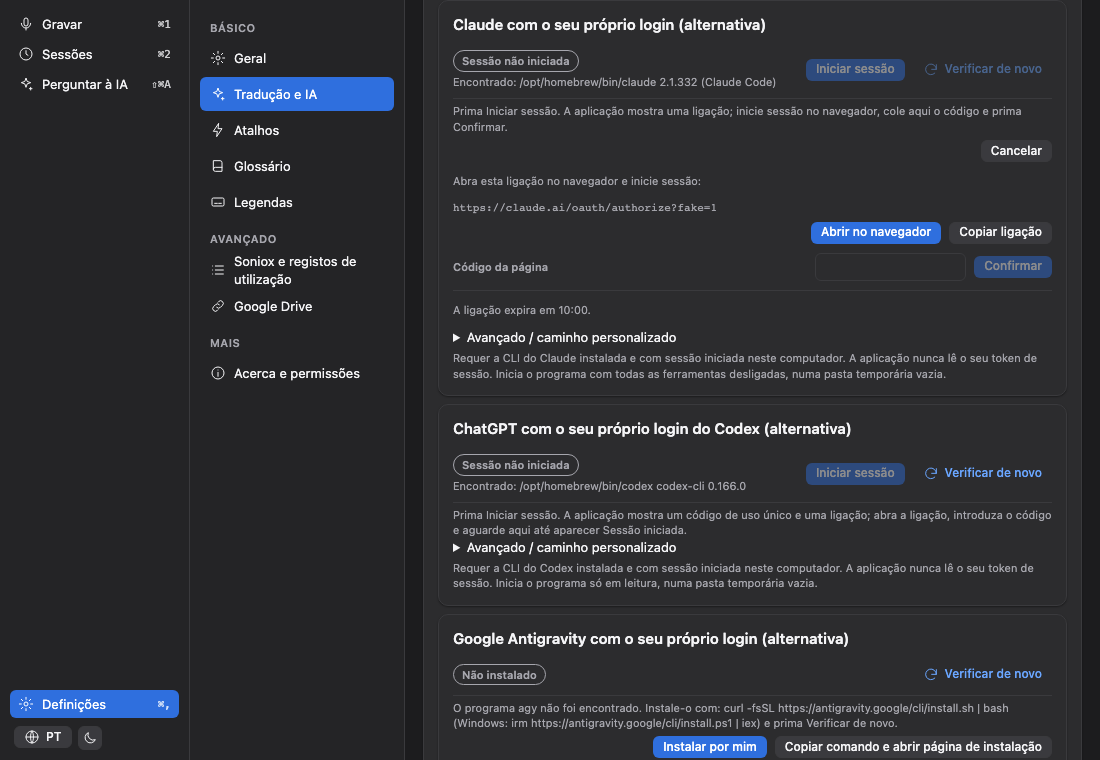 Gravar ⌘1
Sessões ⌘2
Perguntar à IA ⇧⌘A
Definições ⌘,
PT
BÁSICO
Geral
Tradução e IA
Atalhos
Glossário
Legendas
AVANÇADO
Soniox e registos de
utilização
Google Drive
MAIS
Acerca e permissões
Claude com o seu próprio login (alternativa)
Sessão não iniciada
Encontrado: /opt/homebrew/bin/claude 2.1.332 (Claude Code)
Iniciar sessão
Verificar de novo
Prima Iniciar sessão. A aplicação mostra uma ligação; inicie sessão no navegador, cole aqui o código e prima
Confirmar.
Cancelar
Abra esta ligação no navegador e inicie sessão:
https://claude.ai/oauth/authorize?fake=1
Abrir no navegador
Copiar ligação
Código da página
Confirmar
A ligação expira em 10:00.
Avançado / caminho personalizado
Requer a CLI do Claude instalada e com sessão iniciada neste computador. A aplicação nunca lê o seu token de
sessão. Inicia o programa com todas as ferramentas desligadas, numa pasta temporária vazia.
ChatGPT com o seu próprio login do Codex (alternativa)
Sessão não iniciada
Encontrado: /opt/homebrew/bin/codex codex-cli 0.166.0
Iniciar sessão
Verificar de novo
Prima Iniciar sessão. A aplicação mostra um código de uso único e uma ligação; abra a ligação, introduza o código
e aguarde aqui até aparecer Sessão iniciada.
Avançado / caminho personalizado
Requer a CLI do Codex instalada e com sessão iniciada neste computador. A aplicação nunca lê o seu token de
sessão. Inicia o programa só em leitura, numa pasta temporária vazia.
Google Antigravity com o seu próprio login (alternativa)
Não instalado
Verificar de novo
O programa agy não foi encontrado. Instale-o com: curl -fsSL https://antigravity.google/cli/install.sh | bash
(Windows: irm https://antigravity.google/cli/install.ps1 | iex) e prima Verificar de novo.
Instalar por mim
Copiar comando e abrir página de instalação